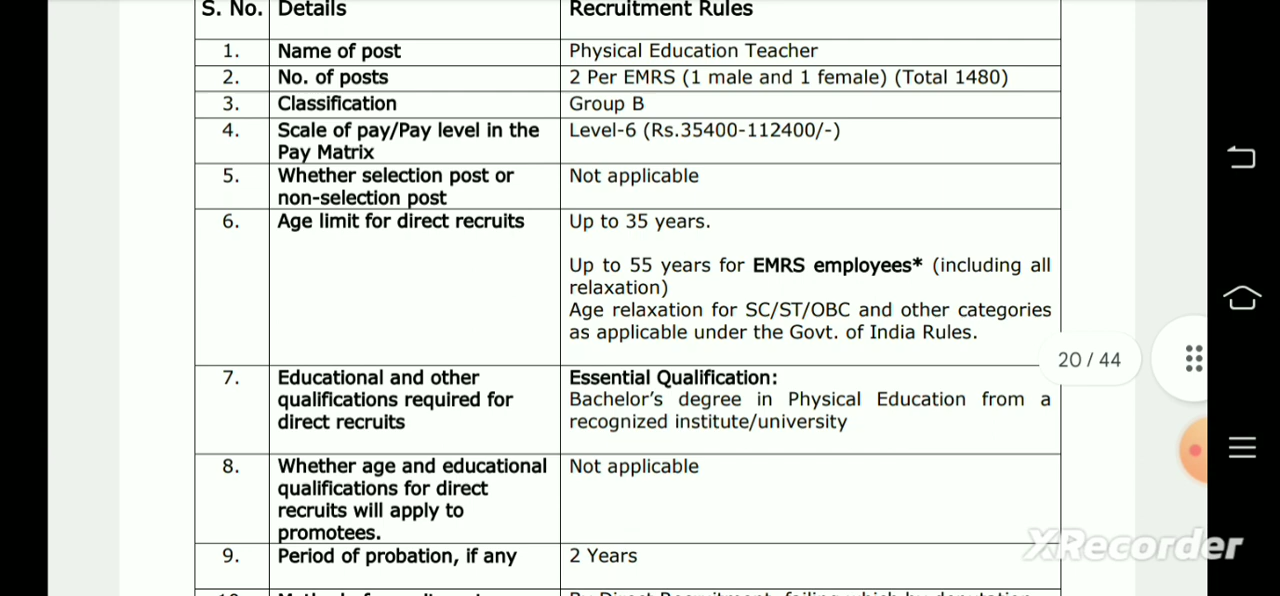 S. No. Details Recruitment Rules
1. Name of post Physical Education Teacher
2. No. of posts 2 Per EMRS (1 male and 1 female) (Total 1480)
3. Classification Group B
4. Scale of pay/Pay level in the Level-6 (Rs.35400-112400/-)
Pay Matrix
5. Whether selection post or Not applicable
non-selection post
6. Age limit for direct recruits Up to 35 years.
Up to 55 years for EMRS employees* (including all
relaxation)
Age relaxation for SC/ST/OBC and other categories
as applicable under the Govt. of India Rules.
20 / 44
7. Educational and other Essential Qualification:
qualifications required for Bachelor's degree in Physical Education from a
direct recruits recognized institute/university
8. Whether age and educational Not applicable
qualifications for direct
recruits will apply to
promotees.
9. Period of probation, if any 2 Years
XRecorder